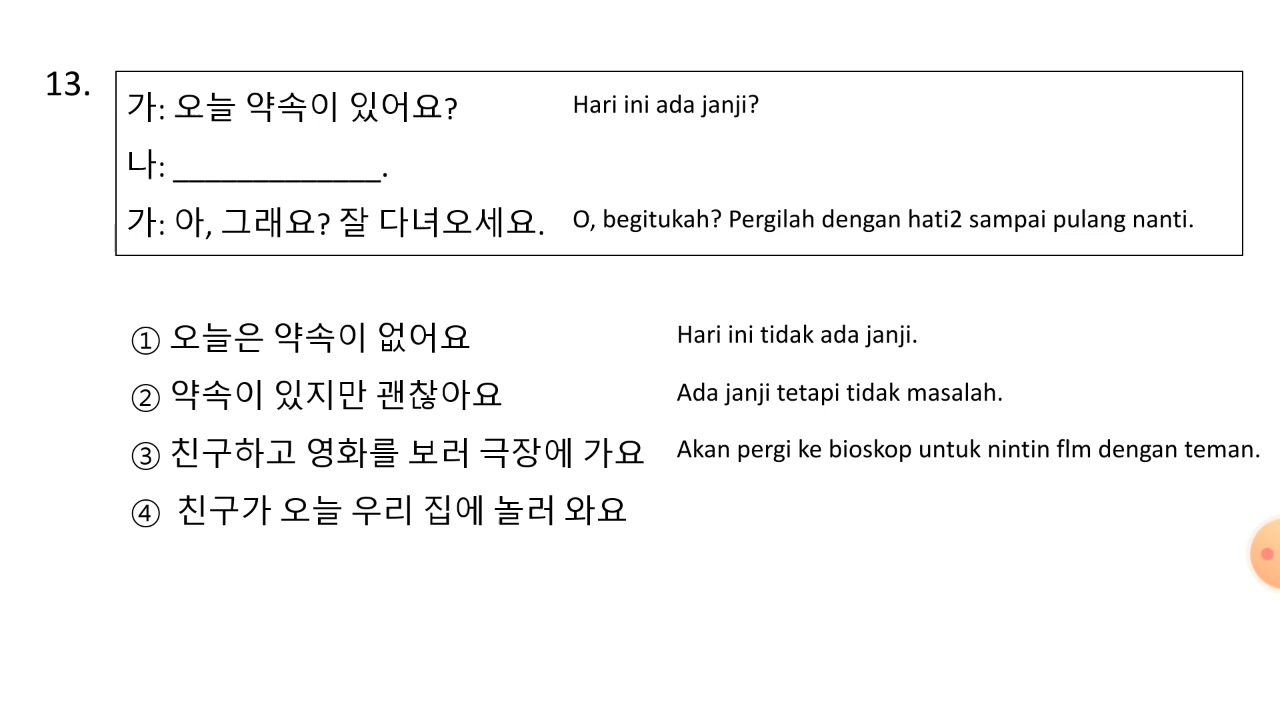 13.
가: 오늘 약속이 있어요? Hari ini ada janji?
나: _____________.
가: 아, 그래요? 잘 다녀오세요. O, begitukah? Pergilah dengan hati2 sampai pulang nanti.
① 오늘은 약속이 없어요 Hari ini tidak ada janji.
② 약속이 있지만 괜찮아요 Ada janji tetapi tidak masalah.
③ 친구하고 영화를 보러 극장에 가요 Akan pergi ke bioskop untuk nintin flm dengan teman.
④ 친구가 오늘 우리 집에 놀러 와요